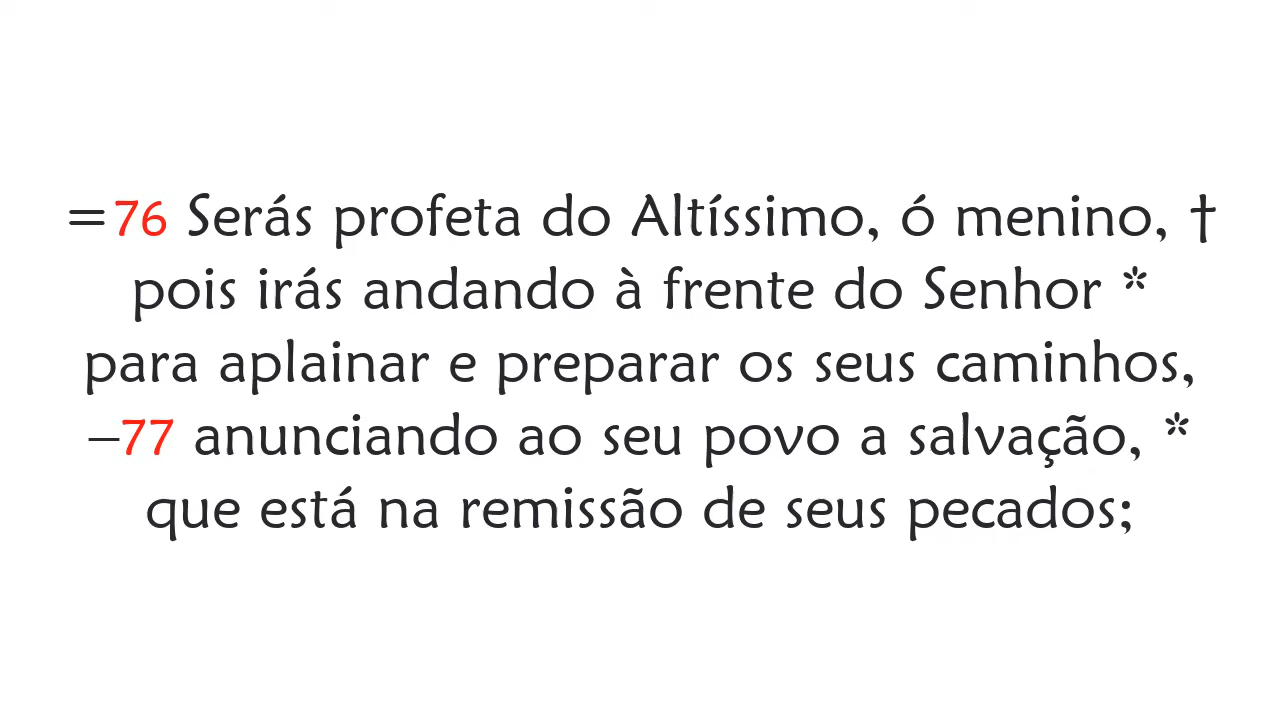 =76 Serás profeta do Altíssimo, ó menino, †
pois irás andando à frente do Senhor *
para aplainar e preparar os seus caminhos,
–77 anunciando ao seu povo a salvação, *
que está na remissão de seus pecados;